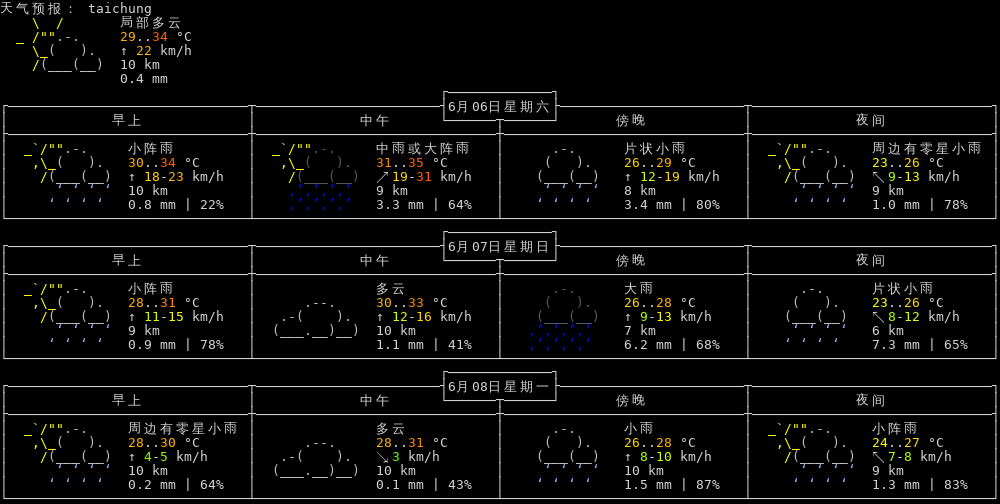 天气预报： taichung
局部多云
29..34 °C
↑ 22 km/h
10 km
0.4 mm
6月06日星期六
早上 中午 傍晚 夜间
小阵雨 中雨或大阵雨 片状小雨 周边有零星小雨
30..34 °C 31..35 °C 26..29 °C 23..26 °C
↑ 18-23 km/h ↗ 19-31 km/h ↑ 12-19 km/h ↖ 9-13 km/h
10 km 9 km 8 km 9 km
0.8 mm | 22% 3.3 mm | 64% 3.4 mm | 80% 1.0 mm | 78%
6月07日星期日
早上 中午 傍晚 夜间
小阵雨 多云 大雨 片状小雨
28..31 °C 30..33 °C 26..28 °C 23..26 °C
↑ 11-15 km/h ↑ 12-16 km/h ↑ 9-13 km/h ↖ 8-12 km/h
9 km 10 km 7 km 6 km
0.9 mm | 78% 1.1 mm | 41% 6.2 mm | 68% 7.3 mm | 65%
6月08日星期一
早上 中午 傍晚 夜间
周边有零星小雨 多云 小雨 小阵雨
28..30 °C 28..31 °C 26..28 °C 24..27 °C
↑ 4-5 km/h ↘ 3 km/h ↑ 8-10 km/h ↖ 7-8 km/h
10 km 10 km 10 km 9 km
0.2 mm | 64% 0.1 mm | 43% 1.5 mm | 87% 1.3 mm | 83%